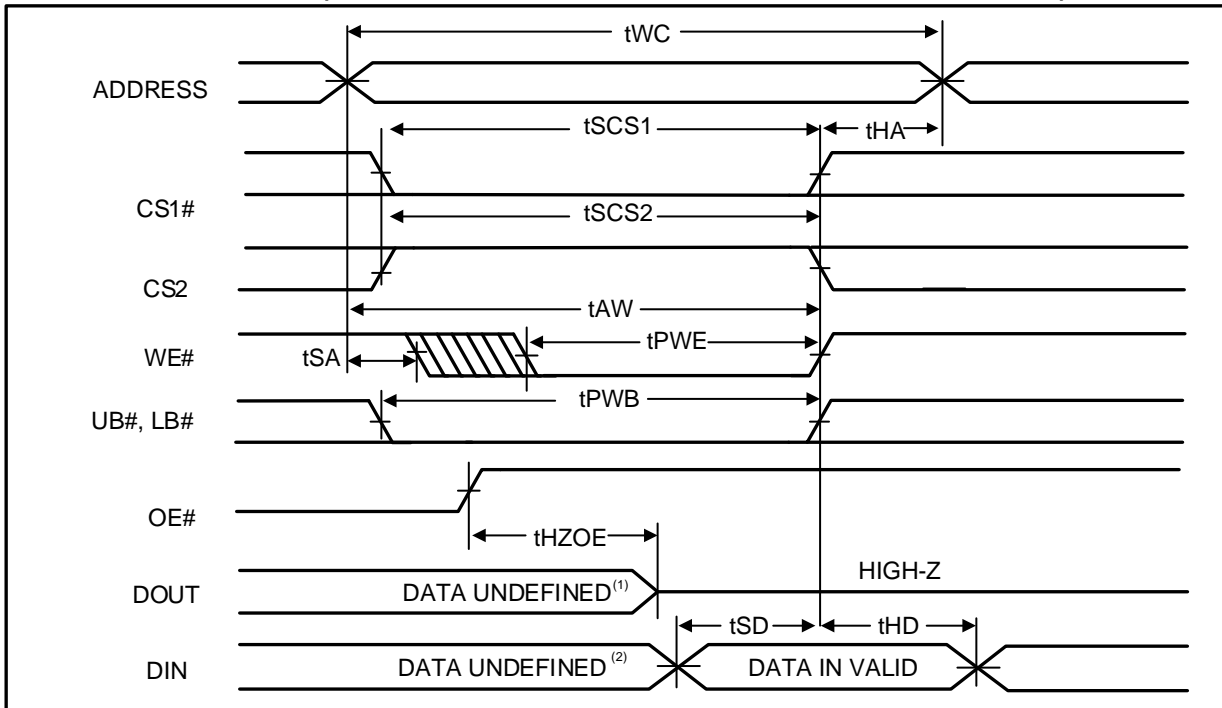 tWC
ADDRESS
tSCS1
tHA
CS1#
tSCS2
CS2
tAW
WE#
tSA
tPWE
UB#, LB#
tPWB
OE#
tHZOE
DOUT
DATA UNDEFINED(1)
HIGH-Z
tSD
tHD
DIN
DATA UNDEFINED (2)
DATA IN VALID